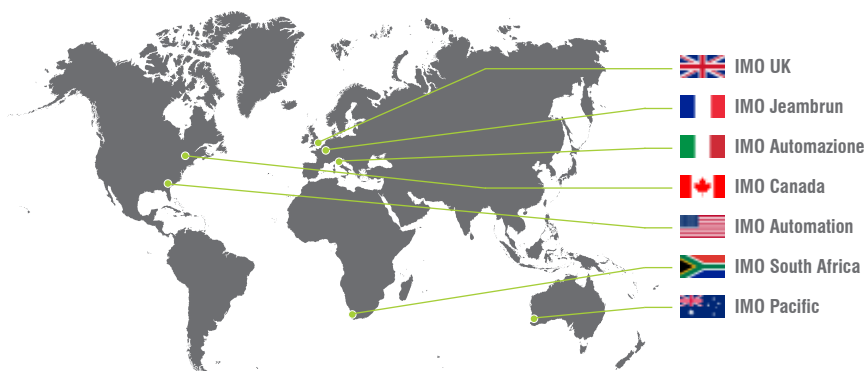 IMO UK
IMO Jeambrun
IMO Automazione
IMO Canada
IMO Automation
IMO South Africa
IMO Pacific